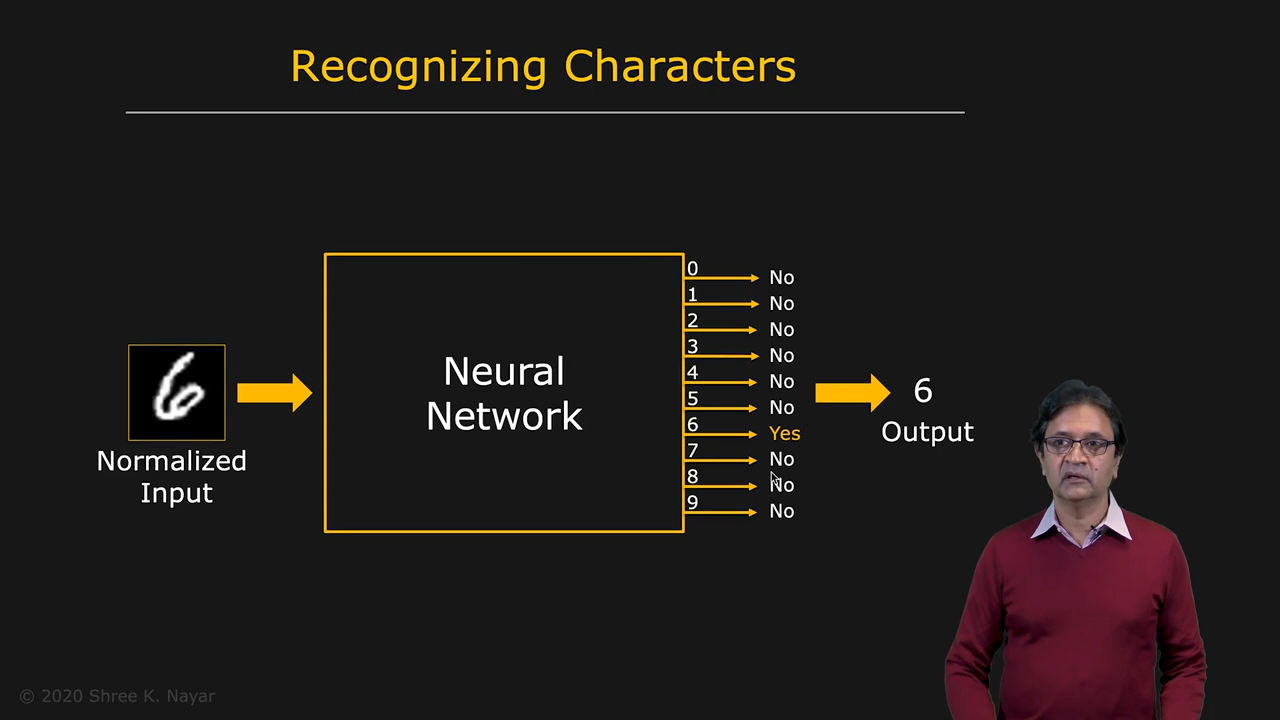 Recognizing Characters
6
Normalized
Input
Neural
Network
0 No
1 No
2 No
3 No
4 No
5 No
6 Yes
7 No
8 No
9 No
6
Output
© 2020 Shree K. Nayar